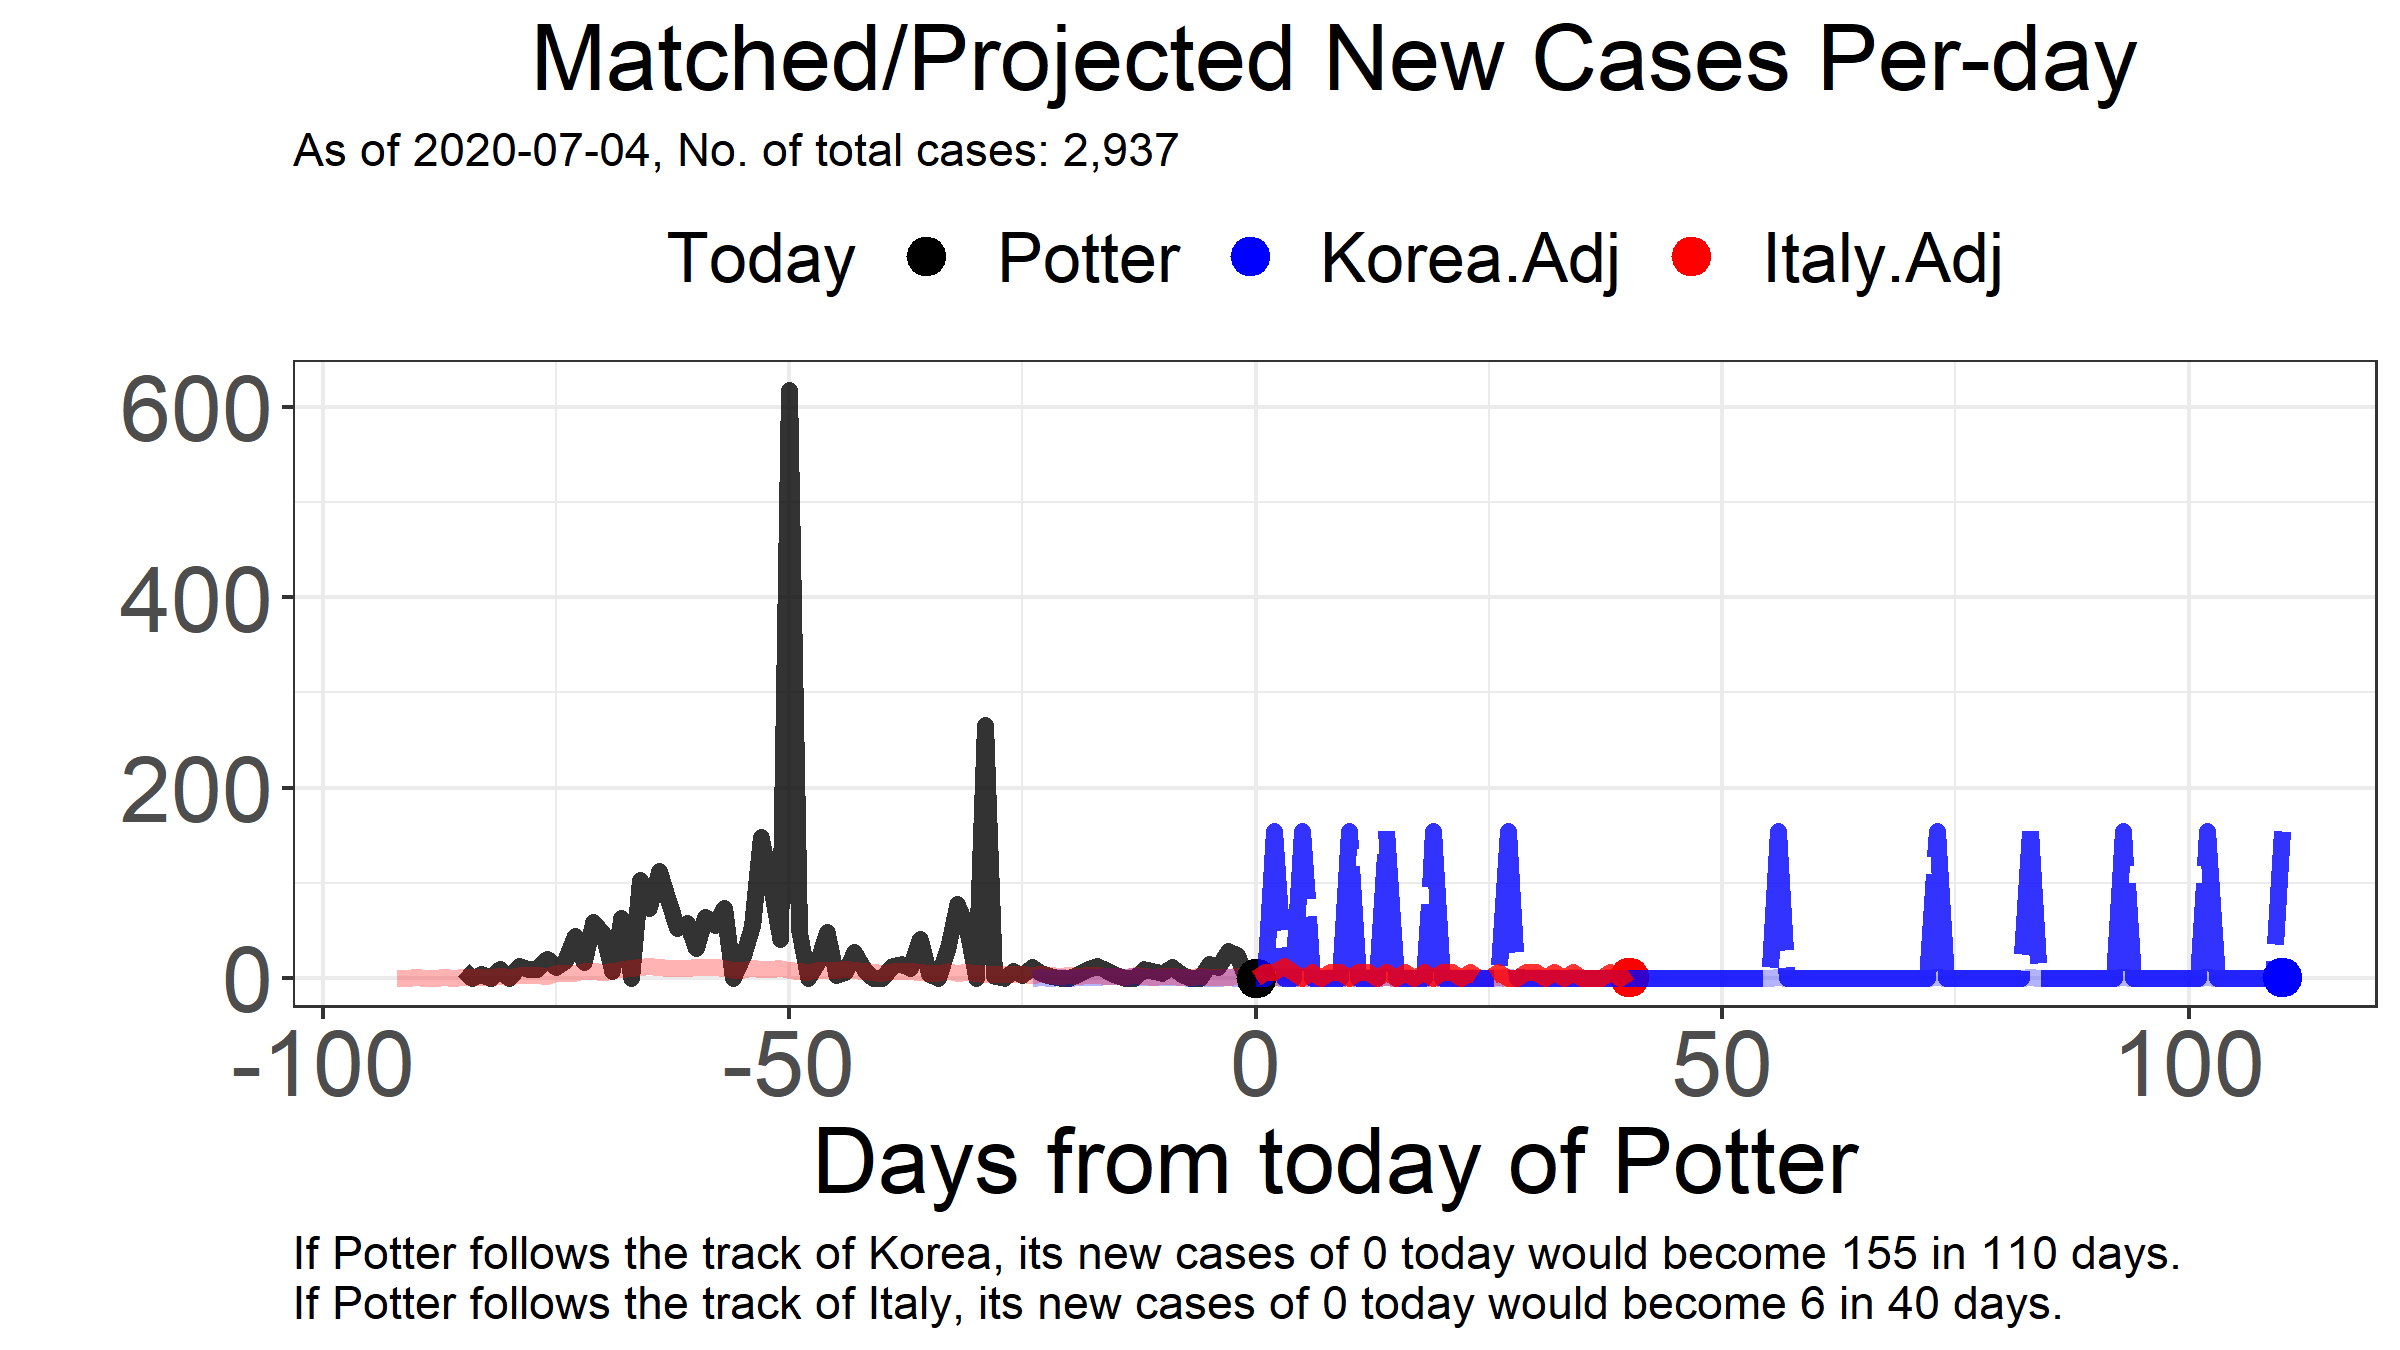 Matched/Projected New Cases Per-day
As of 2020-07-04, No. of total cases: 2,937
Today Potter Korea.Adj Italy.Adj
600
400
200
0
-100 -50 0 50 100
Days from today of Potter
If Potter follows the track of Korea, its new cases of 0 today would become 155 in 110 days.
If Potter follows the track of Italy, its new cases of 0 today would become 6 in 40 days.